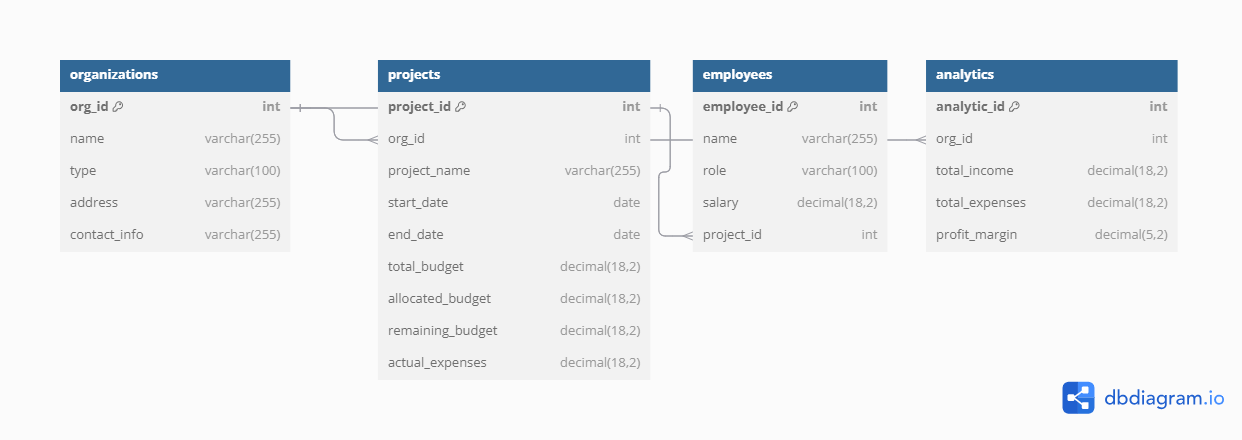 organizations
org_id int
name varchar(255)
type varchar(100)
address varchar(255)
contact_info varchar(255)
projects
project_id int
org_id int
project_name varchar(255)
start_date date
end_date date
total_budget decimal(18,2)
allocated_budget decimal(18,2)
remaining_budget decimal(18,2)
actual_expenses decimal(18,2)
employees
employee_id int
name varchar(255)
role varchar(100)
salary decimal(18,2)
project_id int
analytics
analytic_id int
org_id int
total_income decimal(18,2)
total_expenses decimal(18,2)
profit_margin decimal(5,2)
dbdiagram.io